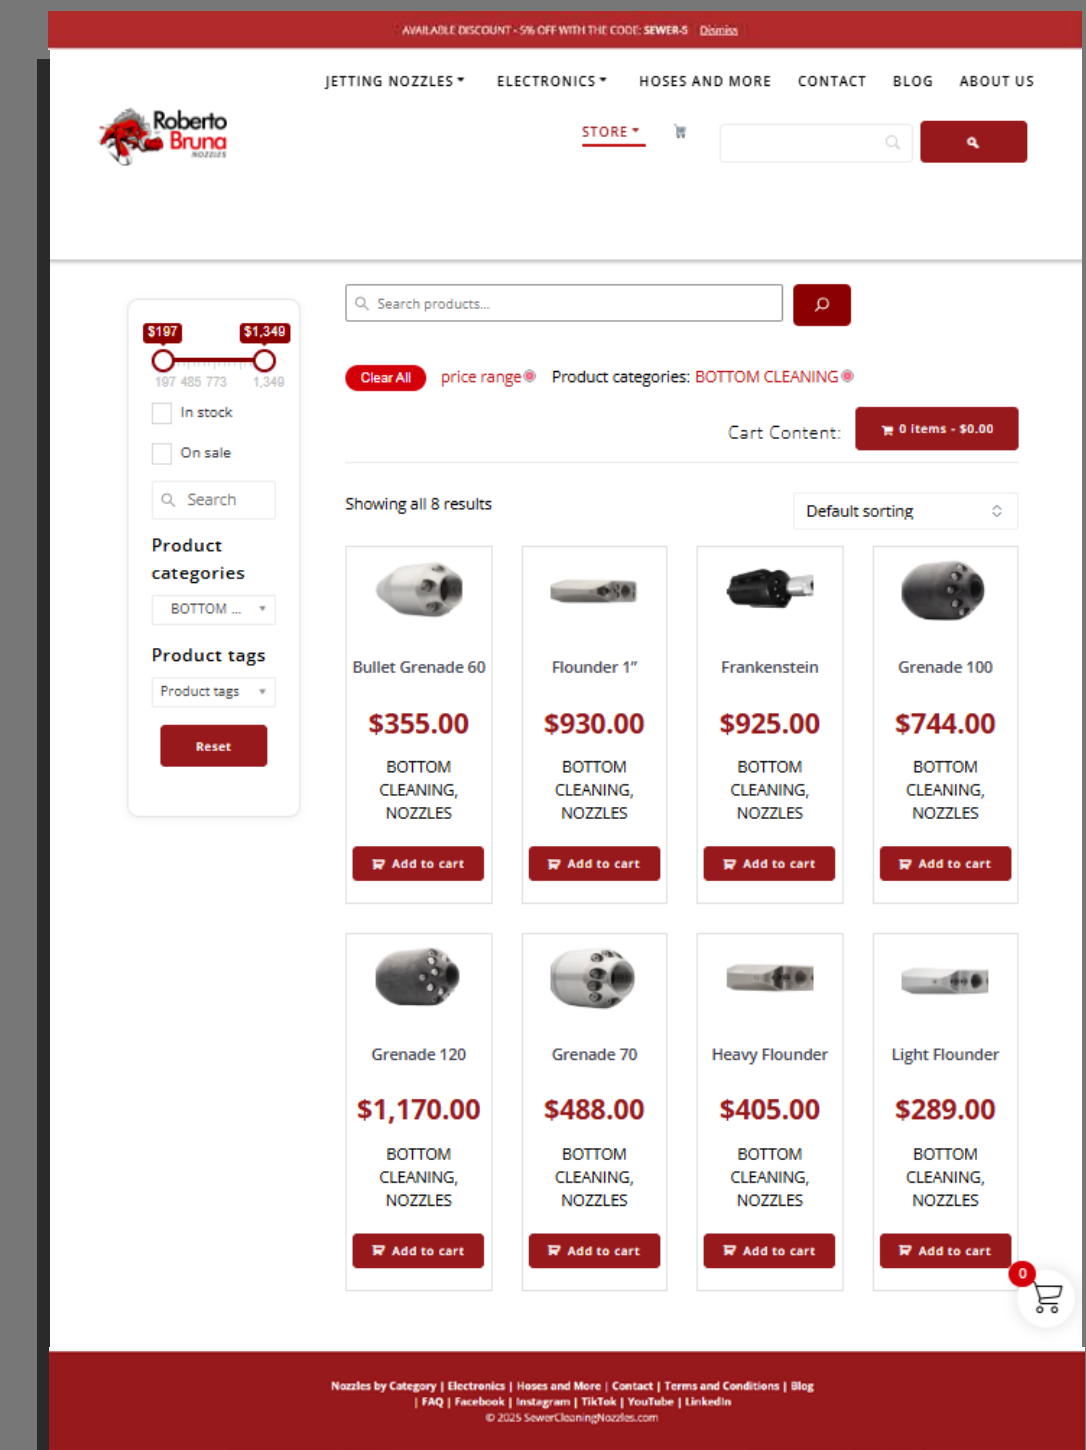 AVAILABLE DISCOUNT - 5% OFF WITH THE CODE: SEWER-5 Dismiss
JETTING NOZZLES ELECTRONICS HOSES AND MORE CONTACT BLOG ABOUT US
Roberto
Bruna
NOZZLES
STORE
Search products...
$197 $1,349
197 485 773 1,349
In stock
On sale
Search
Product
categories
BOTTOM ...
Product tags
Product tags
Reset
Clear All price range Product categories: BOTTOM CLEANING
Cart Content: 0 items - $0.00
Showing all 8 results
Default sorting
Bullet Grenade 60
$355.00
BOTTOM
CLEANING,
NOZZLES
Add to cart
Flounder 1”
$930.00
BOTTOM
CLEANING,
NOZZLES
Add to cart
Frankenstein
$925.00
BOTTOM
CLEANING,
NOZZLES
Add to cart
Grenade 100
$744.00
BOTTOM
CLEANING,
NOZZLES
Add to cart
Grenade 120
$1,170.00
BOTTOM
CLEANING,
NOZZLES
Add to cart
Grenade 70
$488.00
BOTTOM
CLEANING,
NOZZLES
Add to cart
Heavy Flounder
$405.00
BOTTOM
CLEANING,
NOZZLES
Add to cart
Light Flounder
$289.00
BOTTOM
CLEANING,
NOZZLES
Add to cart
0
Nozzles by Category | Electronics | Hoses and More | Contact | Terms and Conditions | Blog
| FAQ | Facebook | Instagram | TikTok | YouTube | LinkedIn
© 2025 SewerCleaningNozzles.com